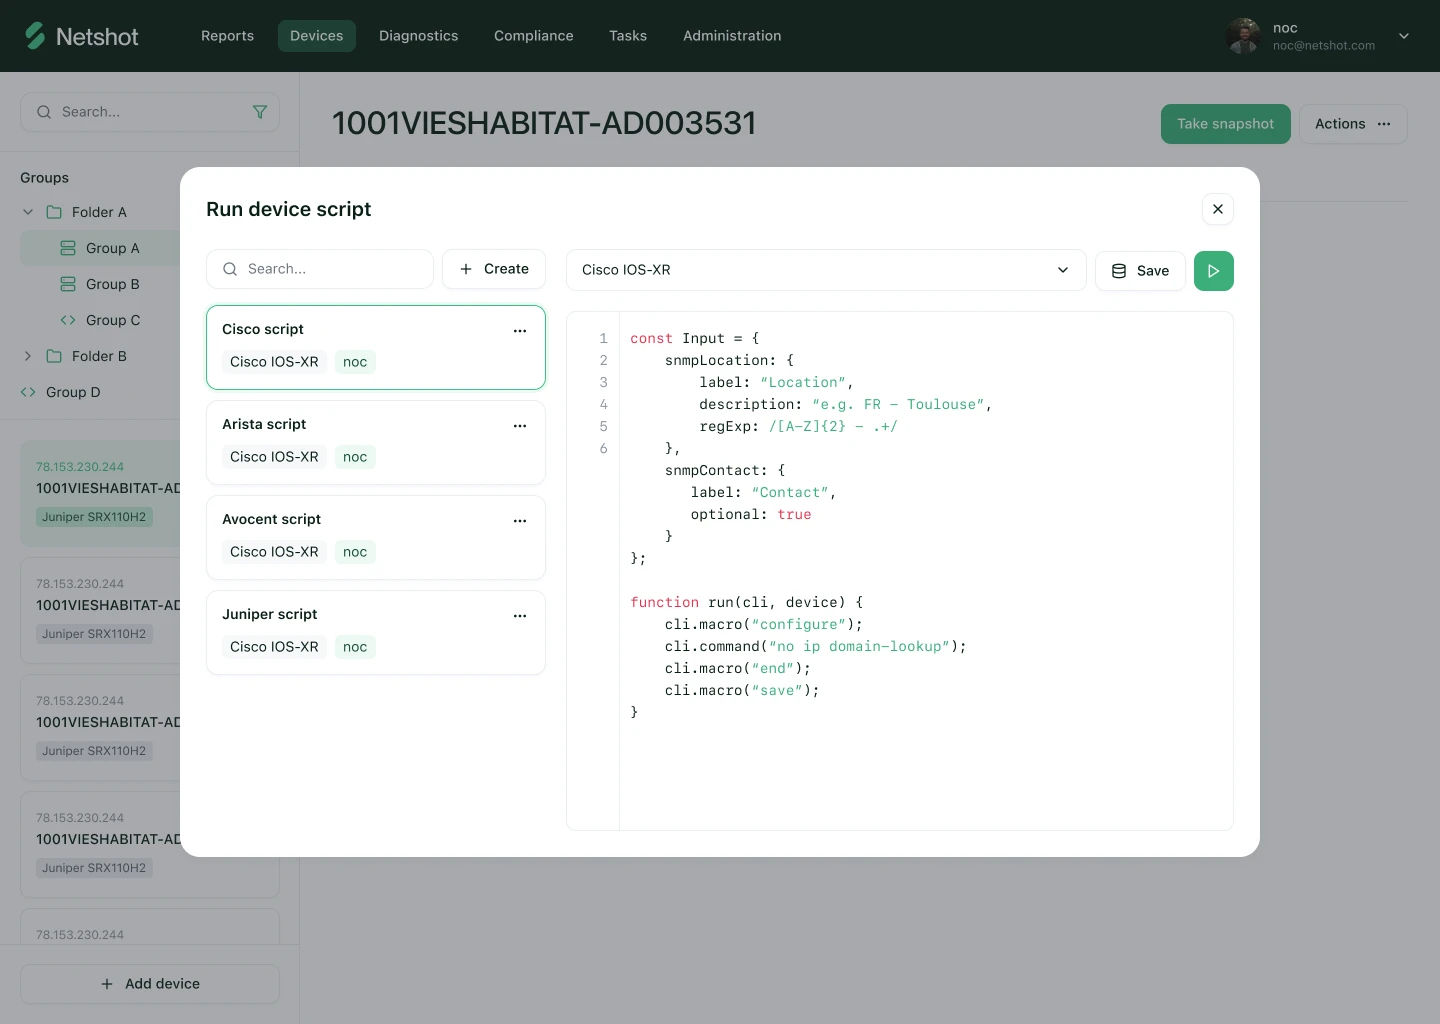 Netshot
Reports
Devices
Diagnostics
Compliance
Tasks
Administration
noc
noc@netshot.com
Search...
1001VIESHABITAT-AD003531
Take snapshot
Actions
Groups
Folder A
Group A
Group B
Group C
Folder B
Group D
78.153.230.244
1001VIESHABITAT-AD
Juniper SRX110H2
78.153.230.244
1001VIESHABITAT-AD
Juniper SRX110H2
78.153.230.244
1001VIESHABITAT-AD
Juniper SRX110H2
78.153.230.244
1001VIESHABITAT-AD
Juniper SRX110H2
78.153.230.244
Add device
Run device script
Search...
Create
Cisco script
Cisco IOS-XR noc
Arista script
Cisco IOS-XR noc
Avocent script
Cisco IOS-XR noc
Juniper script
Cisco IOS-XR noc
Cisco IOS-XR
Save
1 const Input = {
2 snmpLocation: {
3 label: “Location”,
4 description: “e.g. FR – Toulouse”,
5 regExp: /[A–Z]{2} – .+/
6 },
snmpContact: {
label: “Contact”,
optional: true
}
};
function run(cli, device) {
cli.macro(“configure”);
cli.command(“no ip domain–lookup”);
cli.macro(“end”);
cli.macro(“save”);
}